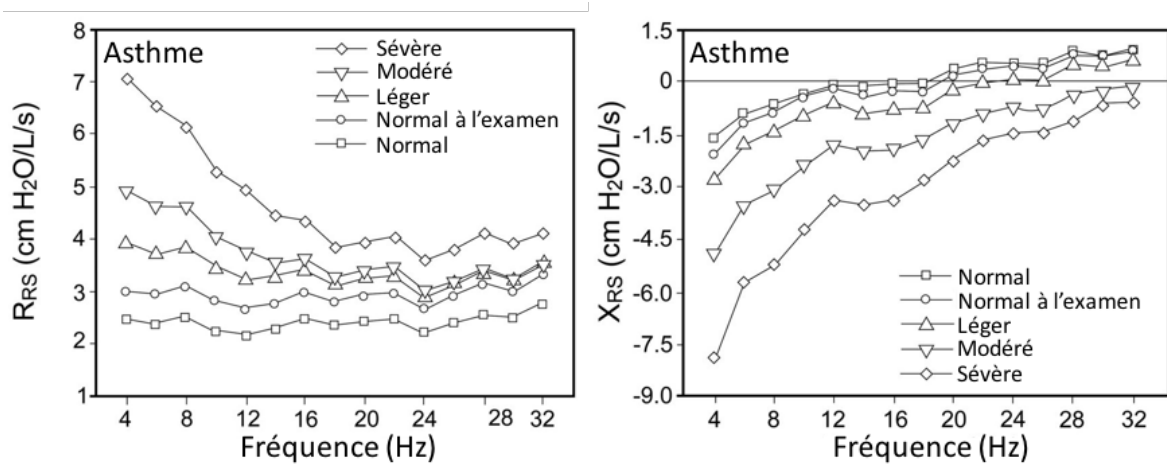 Asthme
Sévère
Modéré
Léger
Normal à l'examen
Normal
8
7
6
5
4
3
2
1
R_RS (cm H₂O/L/s)
4 8 12 16 20 24 28 32
Fréquence (Hz)
Asthme
1.5
0
-1.5
-3.0
-4.5
-6.0
-7.5
-9.0
X_RS (cm H₂O/L/s)
Normal
Normal à l'examen
Léger
Modéré
Sévère
4 8 12 16 20 24 28 32
Fréquence (Hz)